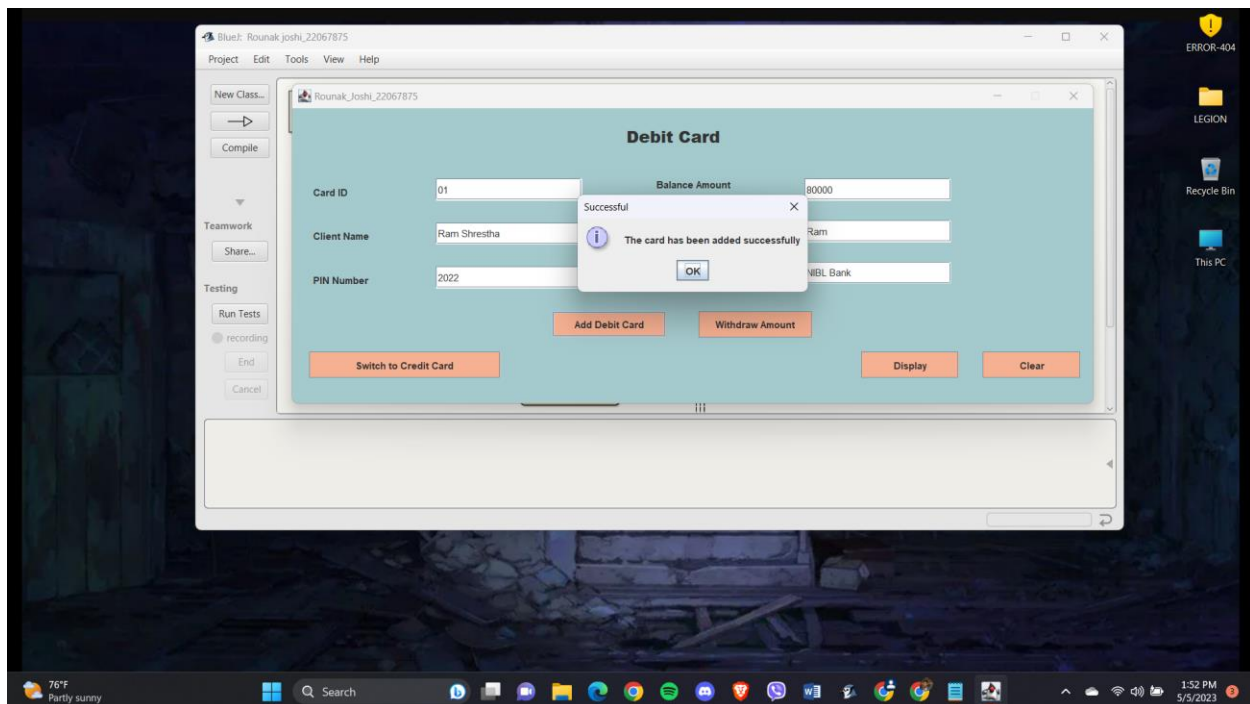 BlueJ: Rounak joshi_22067875
Project Edit Tools View Help
New Class...
Compile
Teamwork
Share...
Testing
Run Tests
recording
End
Cancel
Rounak_Joshi_22067875
Debit Card
Card ID 01 Balance Amount 80000
Client Name Ram Shrestha Ram
PIN Number 2022 NIBL Bank
Successful
The card has been added successfully
OK
Add Debit Card Withdraw Amount
Switch to Credit Card Display Clear
ERROR-404
LEGION
Recycle Bin
This PC
76°F
Partly sunny
Search
1:52 PM
5/5/2023
3